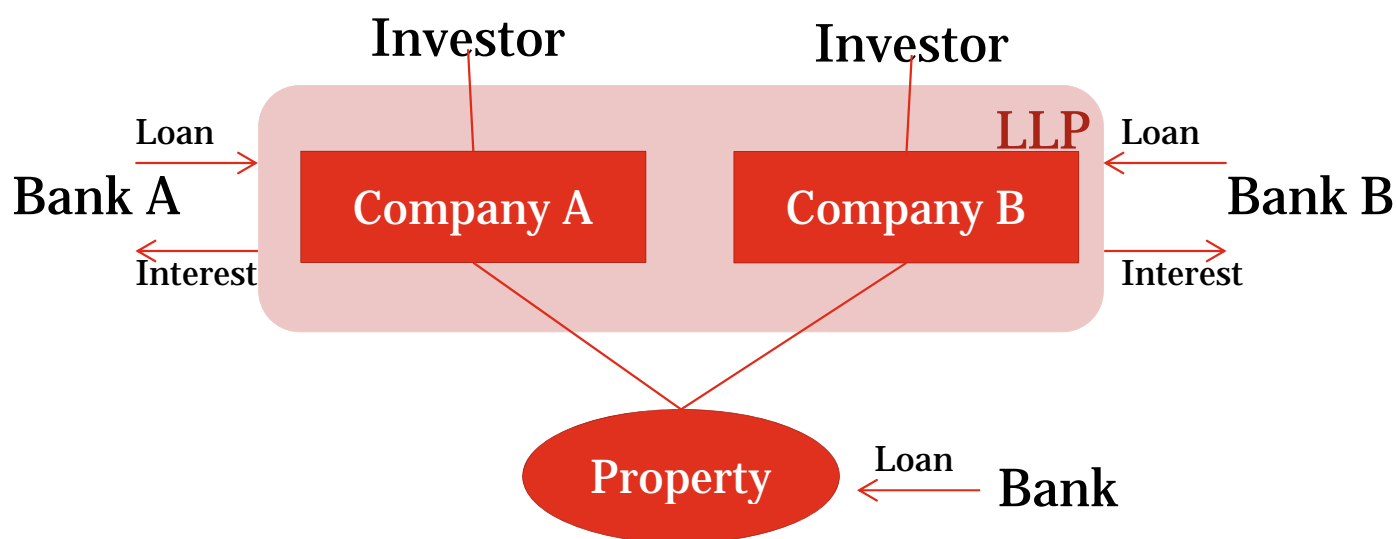 Investor
Investor
LLP
Loan
Loan
Bank A
Company A
Company B
Bank B
Interest
Interest
Loan
Property
Bank